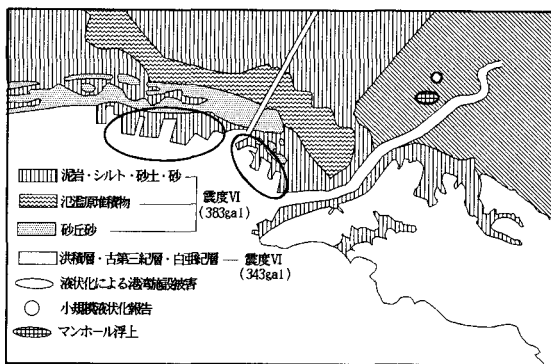 泥岩・シルト・砂土・砂
氾濫原堆積物
砂丘砂
震度Ⅵ
(383gal)
洪積層・古第三紀層・白亜紀層
震度Ⅵ
(343gal)
液状化による港湾施設被害
小規模液状化報告
マンホール浮上